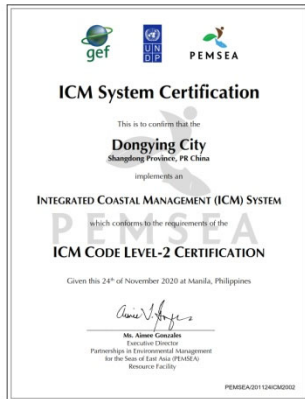 gef
U N
D P
PEMSEA
ICM System Certification
This is to confirm that the
Dongying City
Shangdong Province, PR China
implements an
INTEGRATED COASTAL MANAGEMENT (ICM) SYSTEM
which conforms to the requirements of the
PEMSEA
ICM CODE LEVEL-2 CERTIFICATION
Given this 24th of November 2020 at Manila, Philippines
Ms. Aimee Gonzales
Executive Director
Partnerships in Environmental Management
for the Seas of East Asia (PEMSEA)
Resource Facility
PEMSEA/201124/ICM2002